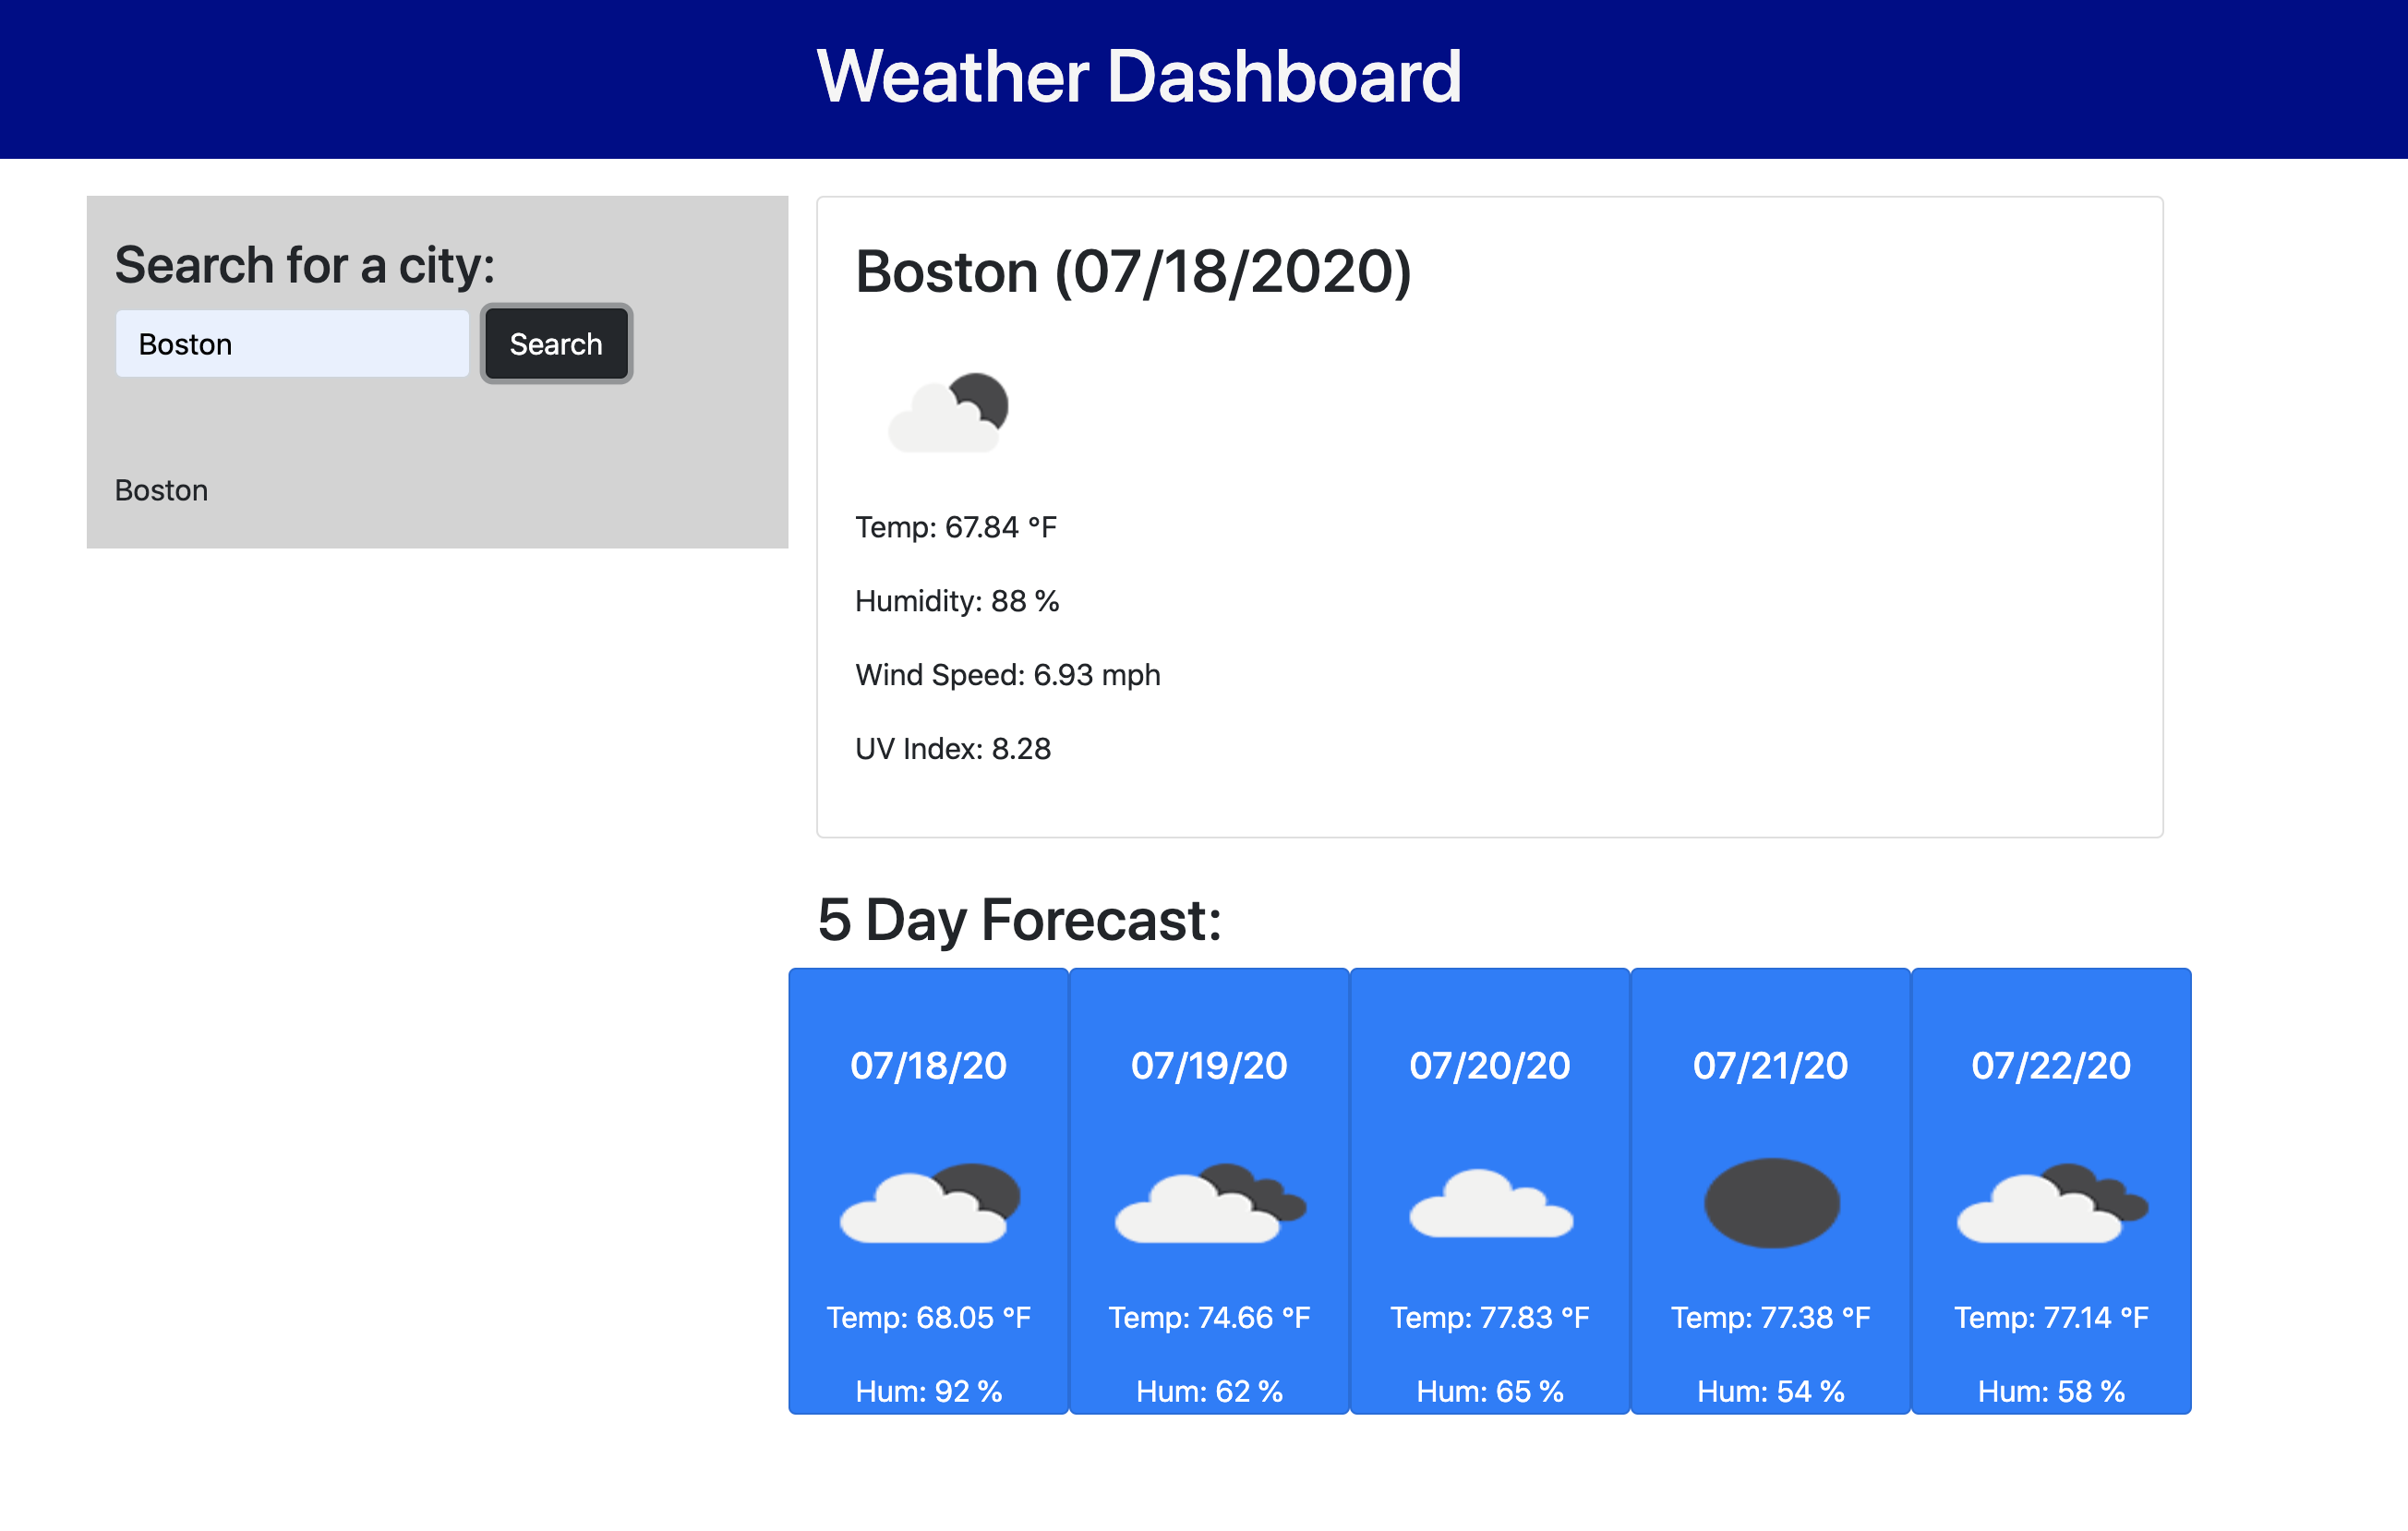 Weather Dashboard
Search for a city:
Boston
Search
Boston
Boston (07/18/2020)
Temp: 67.84 °F
Humidity: 88 %
Wind Speed: 6.93 mph
UV Index: 8.28
5 Day Forecast:
07/18/20
Temp: 68.05 °F
Hum: 92 %
07/19/20
Temp: 74.66 °F
Hum: 62 %
07/20/20
Temp: 77.83 °F
Hum: 65 %
07/21/20
Temp: 77.38 °F
Hum: 54 %
07/22/20
Temp: 77.14 °F
Hum: 58 %